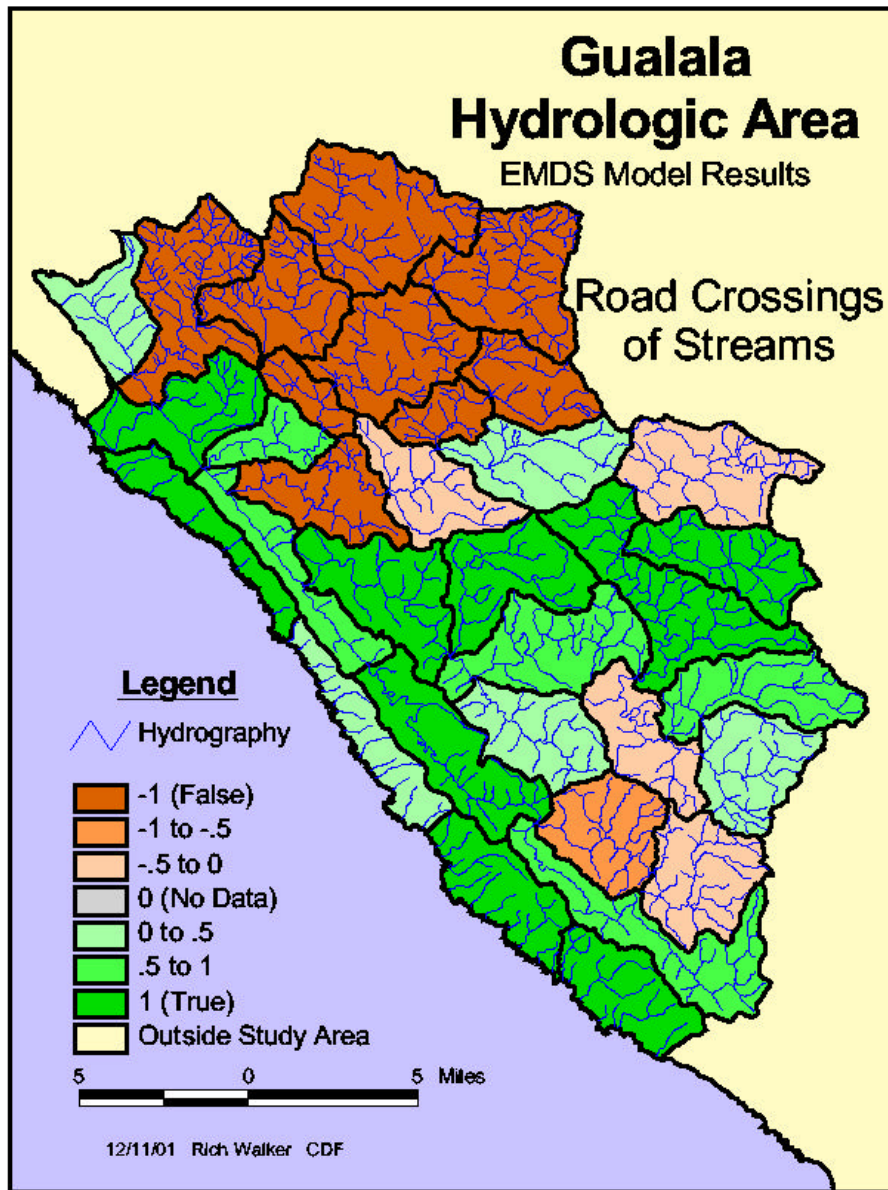 Gualala
Hydrologic Area
EMDS Model Results
Road Crossings
of Streams
Legend
Hydrography
-1 (False)
-1 to -.5
-.5 to 0
0 (No Data)
0 to .5
.5 to 1
1 (True)
Outside Study Area
5 0 5 Miles
12/11/01 Rich Walker CDF